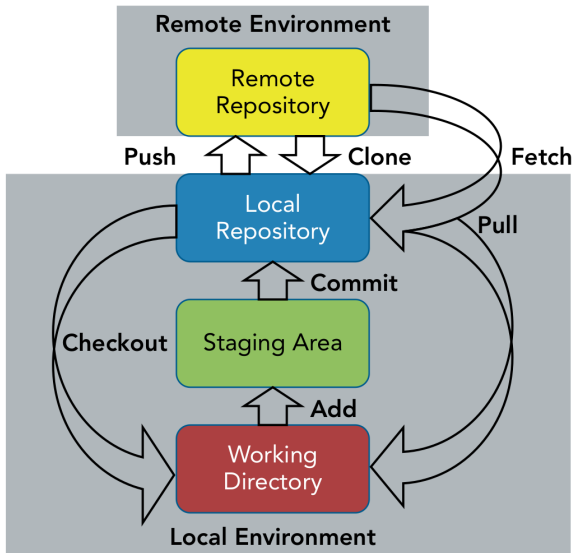 Remote Environment
Remote
Repository
Push
Clone
Fetch
Local
Repository
Pull
Commit
Checkout
Staging Area
Add
Working
Directory
Local Environment